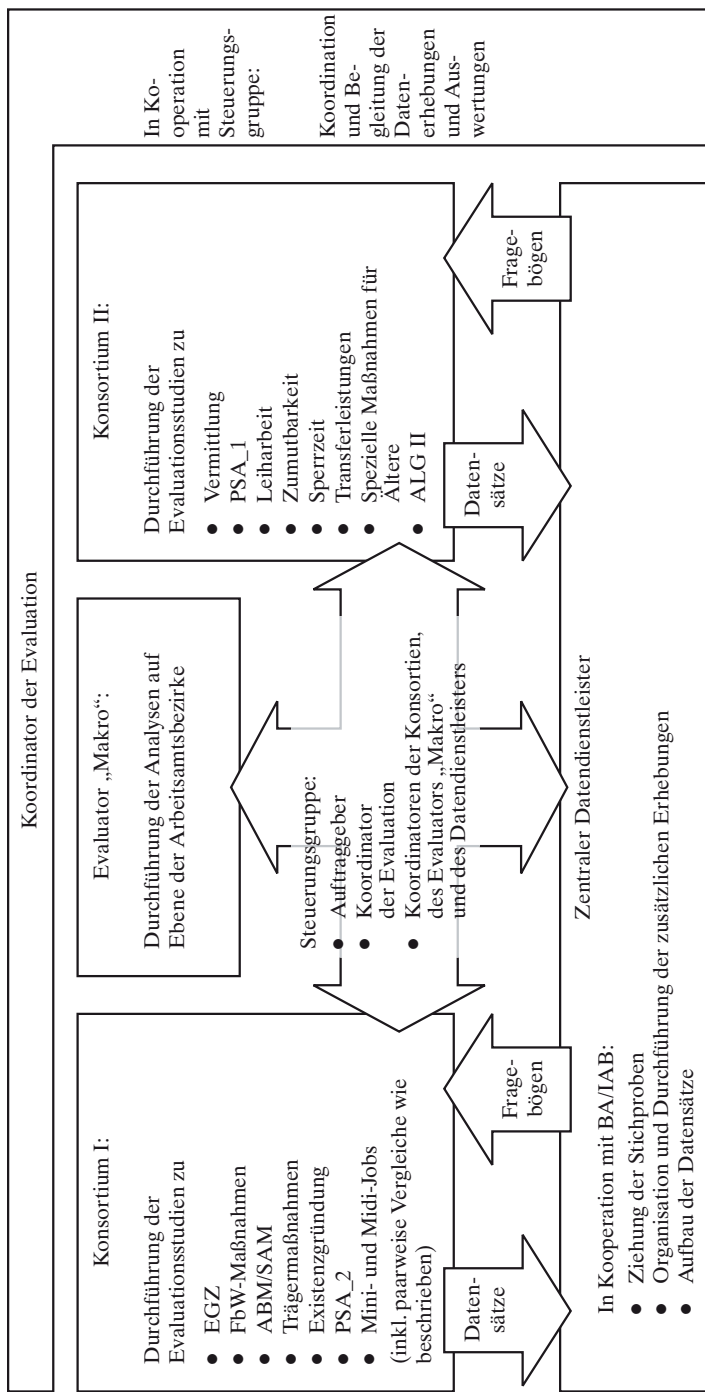 Koordinator der Evaluation
Konsortium I:
Durchführung der
Evaluationsstudien zu
● EGZ
● FbW-Maßnahmen
● ABM/SAM
● Trägermaßnahmen
● Existenzgründung
● PSA_2
● Mini- und Midi-Jobs
(inkl. paarweise Vergleiche wie
beschrieben)
Evaluator „Makro“:
Durchführung der Analysen auf
Ebene der Arbeitsamtsbezirke
Konsortium II:
Durchführung der
Evaluationsstudien zu
● Vermittlung
● PSA_1
● Leiharbeit
● Zumutbarkeit
● Sperrzeit
● Transferleistungen
● Spezielle Maßnahmen für
Ältere
● ALG II
In Ko-
operation
mit
Steuerungs-
gruppe:
Koordination
und Be-
gleitung der
Daten-
erhebungen
und Aus-
wertungen
Steuerungsgruppe:
● Auftraggeber
● Koordinator
der Evaluation
● Koordinatoren der Konsortien,
des Evaluators „Makro“
und des Datendienstleisters
Daten-
sätze
Frage-
bögen
Daten-
sätze
Frage-
bögen
Zentraler Datendienstleister
In Kooperation mit BA/IAB:
● Ziehung der Stichproben
● Organisation und Durchführung der zusätzlichen Erhebungen
● Aufbau der Datensätze